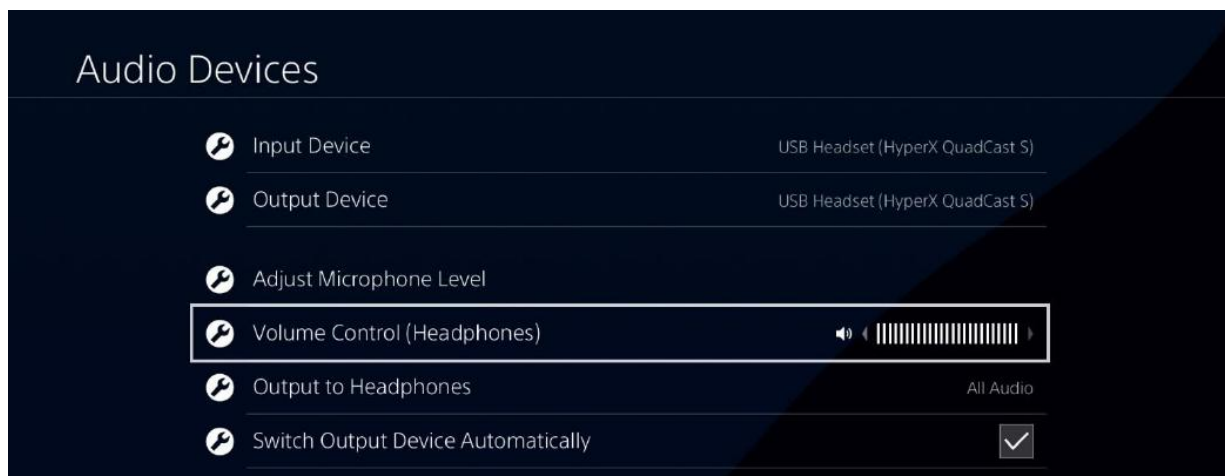 Audio Devices
Input Device USB Headset (HyperX QuadCast S)
Output Device USB Headset (HyperX QuadCast S)
Adjust Microphone Level
Volume Control (Headphones)
Output to Headphones All Audio
Switch Output Device Automatically